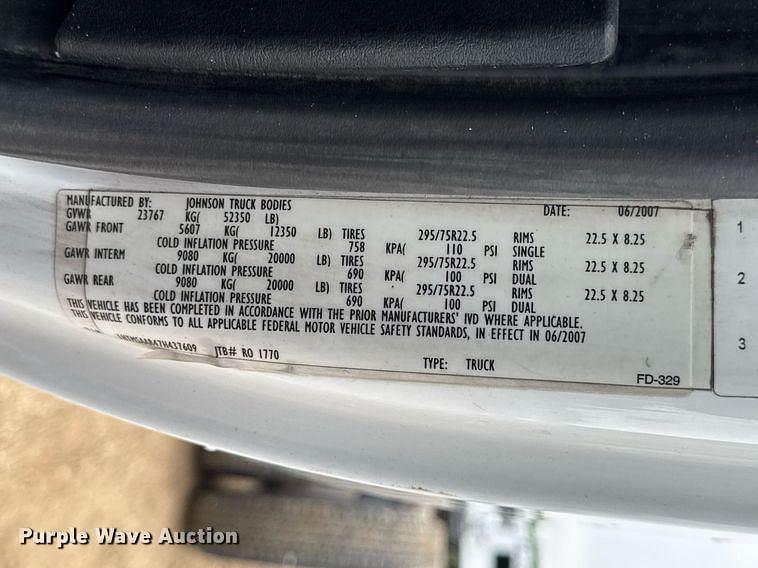 MANUFACTURED BY: JOHNSON TRUCK BODIES DATE: 06/2007
GVWR 23767 KG( 52350 LB)
GAWR FRONT 5607 KG( 12350 LB) TIRES 295/75R22.5 RIMS 22.5 X 8.25
COLD INFLATION PRESSURE 758 KPA( 110 PSI SINGLE
GAWR INTERM 9080 KG( 20000 LB) TIRES 295/75R22.5 RIMS 22.5 X 8.25
COLD INFLATION PRESSURE 690 KPA( 100 PSI DUAL
GAWR REAR 9080 KG( 20000 LB) TIRES 295/75R22.5 RIMS 22.5 X 8.25
COLD INFLATION PRESSURE 690 KPA( 100 PSI DUAL
THIS VEHICLE HAS BEEN COMPLETED IN ACCORDANCE WITH THE PRIOR MANUFACTURERS' IVD WHERE APPLICABLE.
THIS VEHICLE CONFORMS TO ALL APPLICABLE FEDERAL MOTOR VEHICLE SAFETY STANDARDS, IN EFFECT IN 06/2007
JTB# RO 1770 TYPE: TRUCK
FD-329
1
2
3
Purple Wave Auction